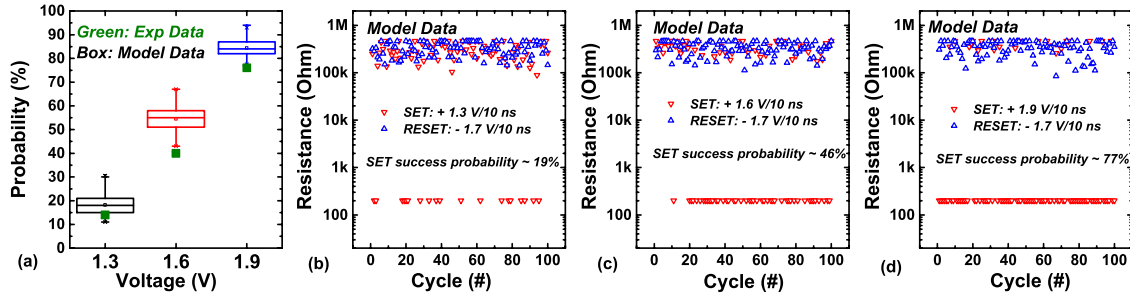 (a)
Probability (%)
100
90
80
70
60
50
40
30
20
10
0
Green: Exp Data
Box: Model Data
1.3
1.6
1.9
Voltage (V)
(b)
Resistance (Ohm)
1M
100k
10k
1k
100
Model Data
SET: + 1.3 V/10 ns
RESET: - 1.7 V/10 ns
SET success probability ~ 19%
0
20
40
60
80
100
Cycle (#)
(c)
Resistance (Ohm)
1M
100k
10k
1k
100
Model Data
SET: + 1.6 V/10 ns
RESET: - 1.7 V/10 ns
SET success probability ~ 46%
0
20
40
60
80
100
Cycle (#)
(d)
Resistance (Ohm)
1M
100k
10k
1k
100
Model Data
SET: + 1.9 V/10 ns
RESET: - 1.7 V/10 ns
SET success probability ~ 77%
0
20
40
60
80
100
Cycle (#)